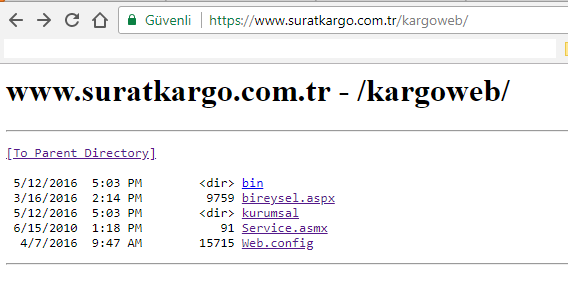 Güvenli | https://www.suratkargo.com.tr/kargoweb/
www.suratkargo.com.tr - /kargoweb/
[To Parent Directory]
5/12/2016 5:03 PM <dir> bin
3/16/2016 2:14 PM 9759 bireysel.aspx
5/12/2016 5:03 PM <dir> kurumsal
6/15/2010 1:18 PM 91 Service.asmx
4/7/2016 9:47 AM 15715 Web.config